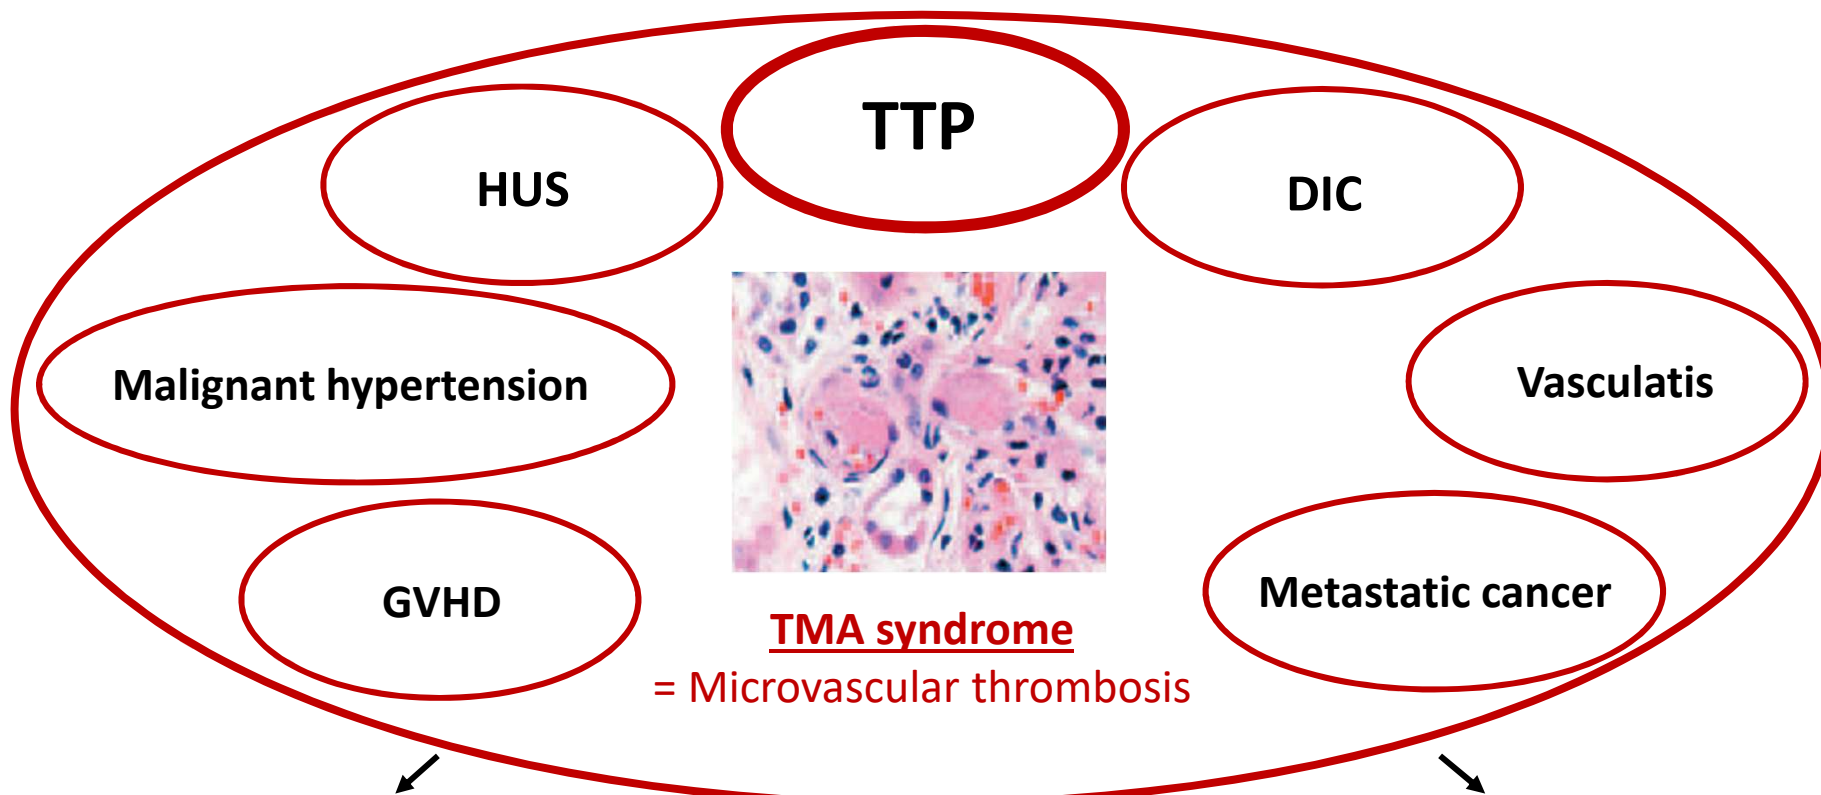 TTP
HUS
DIC
Malignant hypertension
Vasculatis
GVHD
Metastatic cancer
TMA syndrome
= Microvascular thrombosis